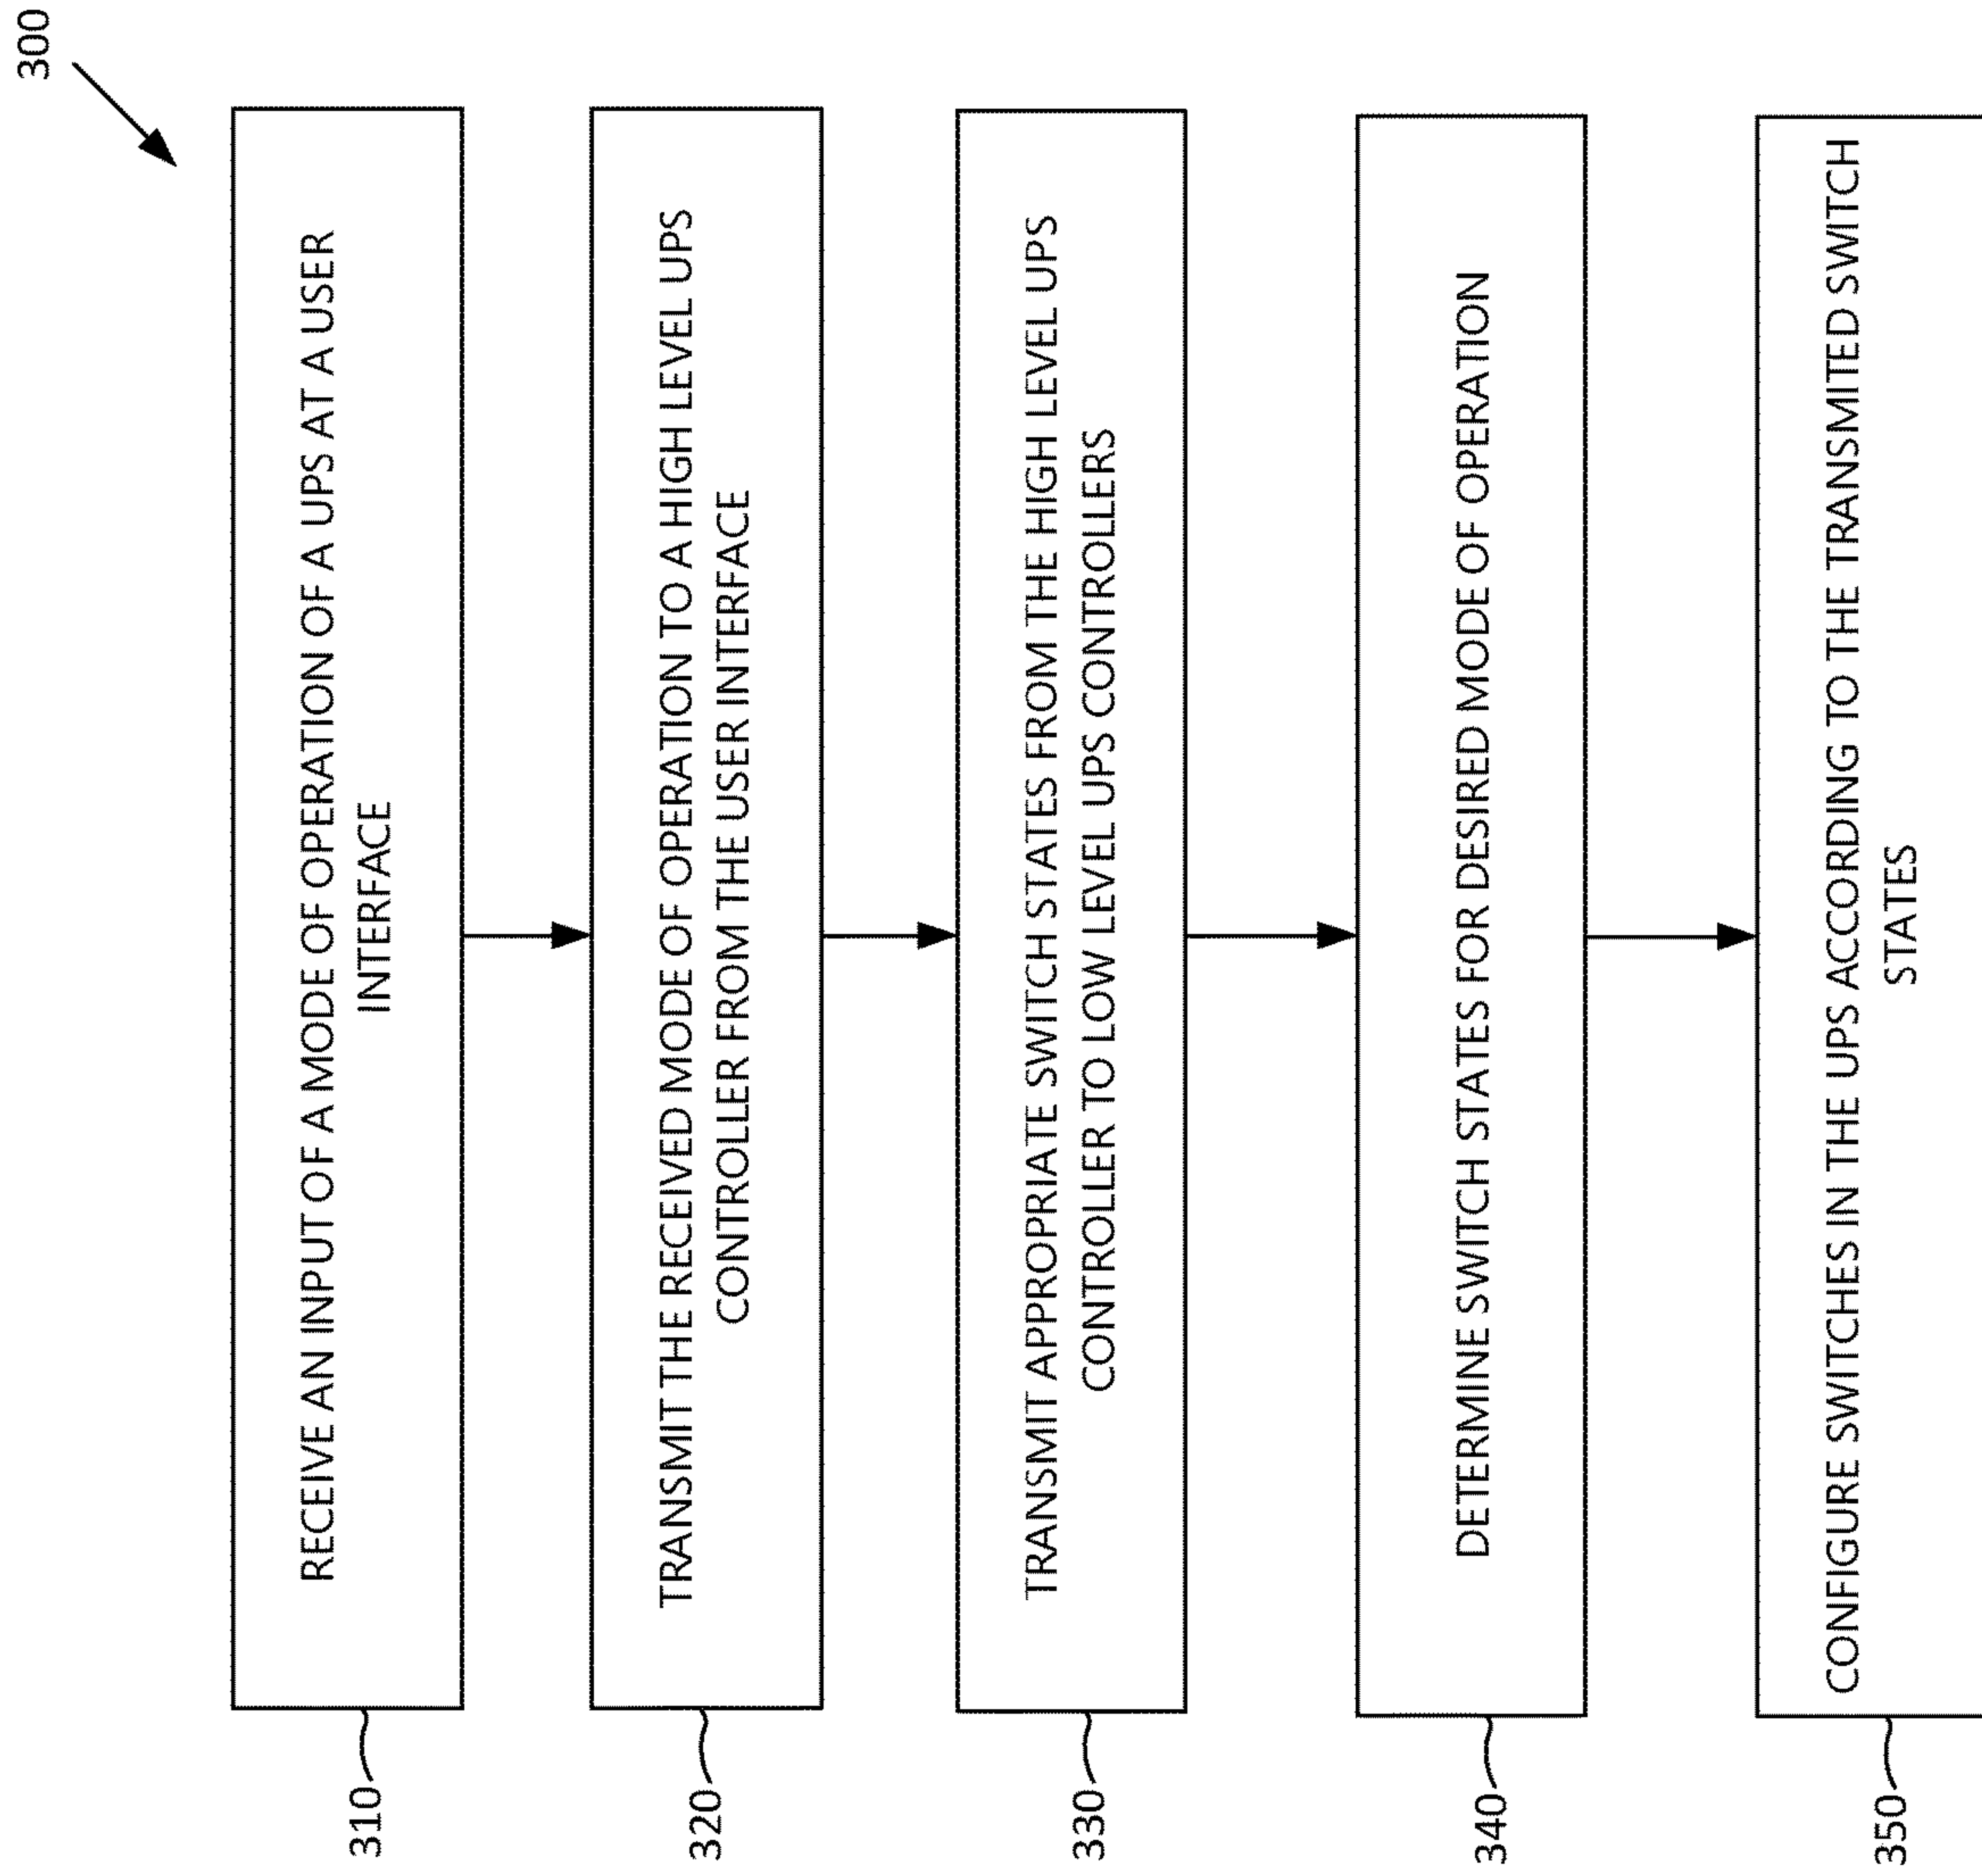 300
RECEIVE AN INPUT OF A MODE OF OPERATION OF A UPS AT A USER
INTERFACE
310
TRANSMIT THE RECEIVED MODE OF OPERATION TO A HIGH LEVEL UPS
CONTROLLER FROM THE USER INTERFACE
320
TRANSMIT APPROPRIATE SWITCH STATES FROM THE HIGH LEVEL UPS
CONTROLLER TO LOW LEVEL UPS CONTROLLERS
330
DETERMINE SWITCH STATES FOR DESIRED MODE OF OPERATION
340
CONFIGURE SWITCHES IN THE UPS ACCORDING TO THE TRANSMITTED SWITCH
STATES
350